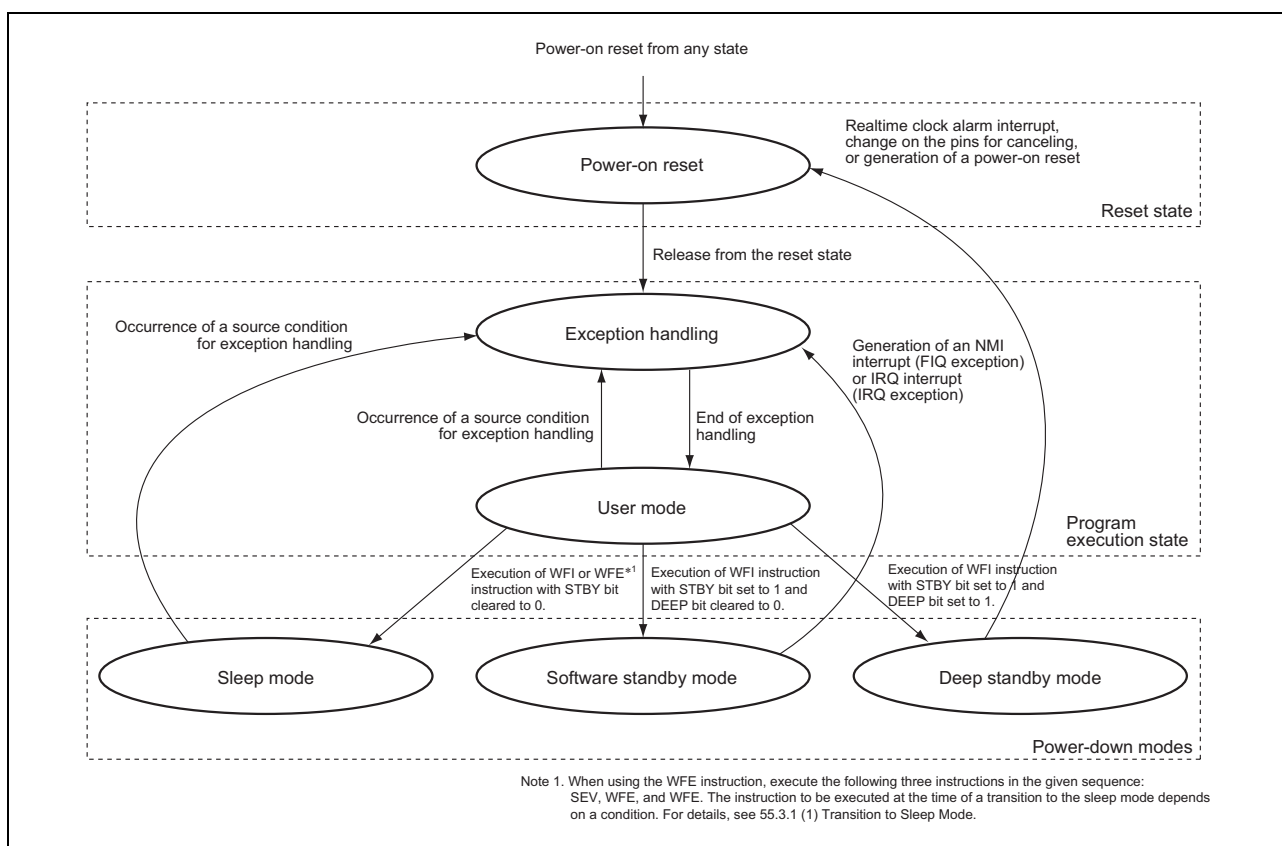 Power-on reset from any state
Realtime clock alarm interrupt,
change on the pins for canceling,
or generation of a power-on reset
Power-on reset
Reset state
Release from the reset state
Occurrence of a source condition
for exception handling
Exception handling
Generation of an NMI
interrupt (FIQ exception)
or IRQ interrupt
(IRQ exception)
Occurrence of a source condition
for exception handling
End of exception
handling
User mode
Program
execution state
Execution of WFI or WFE*1
instruction with STBY bit
cleared to 0.
Execution of WFI instruction
with STBY bit set to 1 and
DEEP bit cleared to 0.
Execution of WFI instruction
with STBY bit set to 1 and
DEEP bit set to 1.
Sleep mode
Software standby mode
Deep standby mode
Power-down modes
Note 1. When using the WFE instruction, execute the following three instructions in the given sequence:
SEV, WFE, and WFE. The instruction to be executed at the time of a transition to the sleep mode depends
on a condition. For details, see 55.3.1 (1) Transition to Sleep Mode.